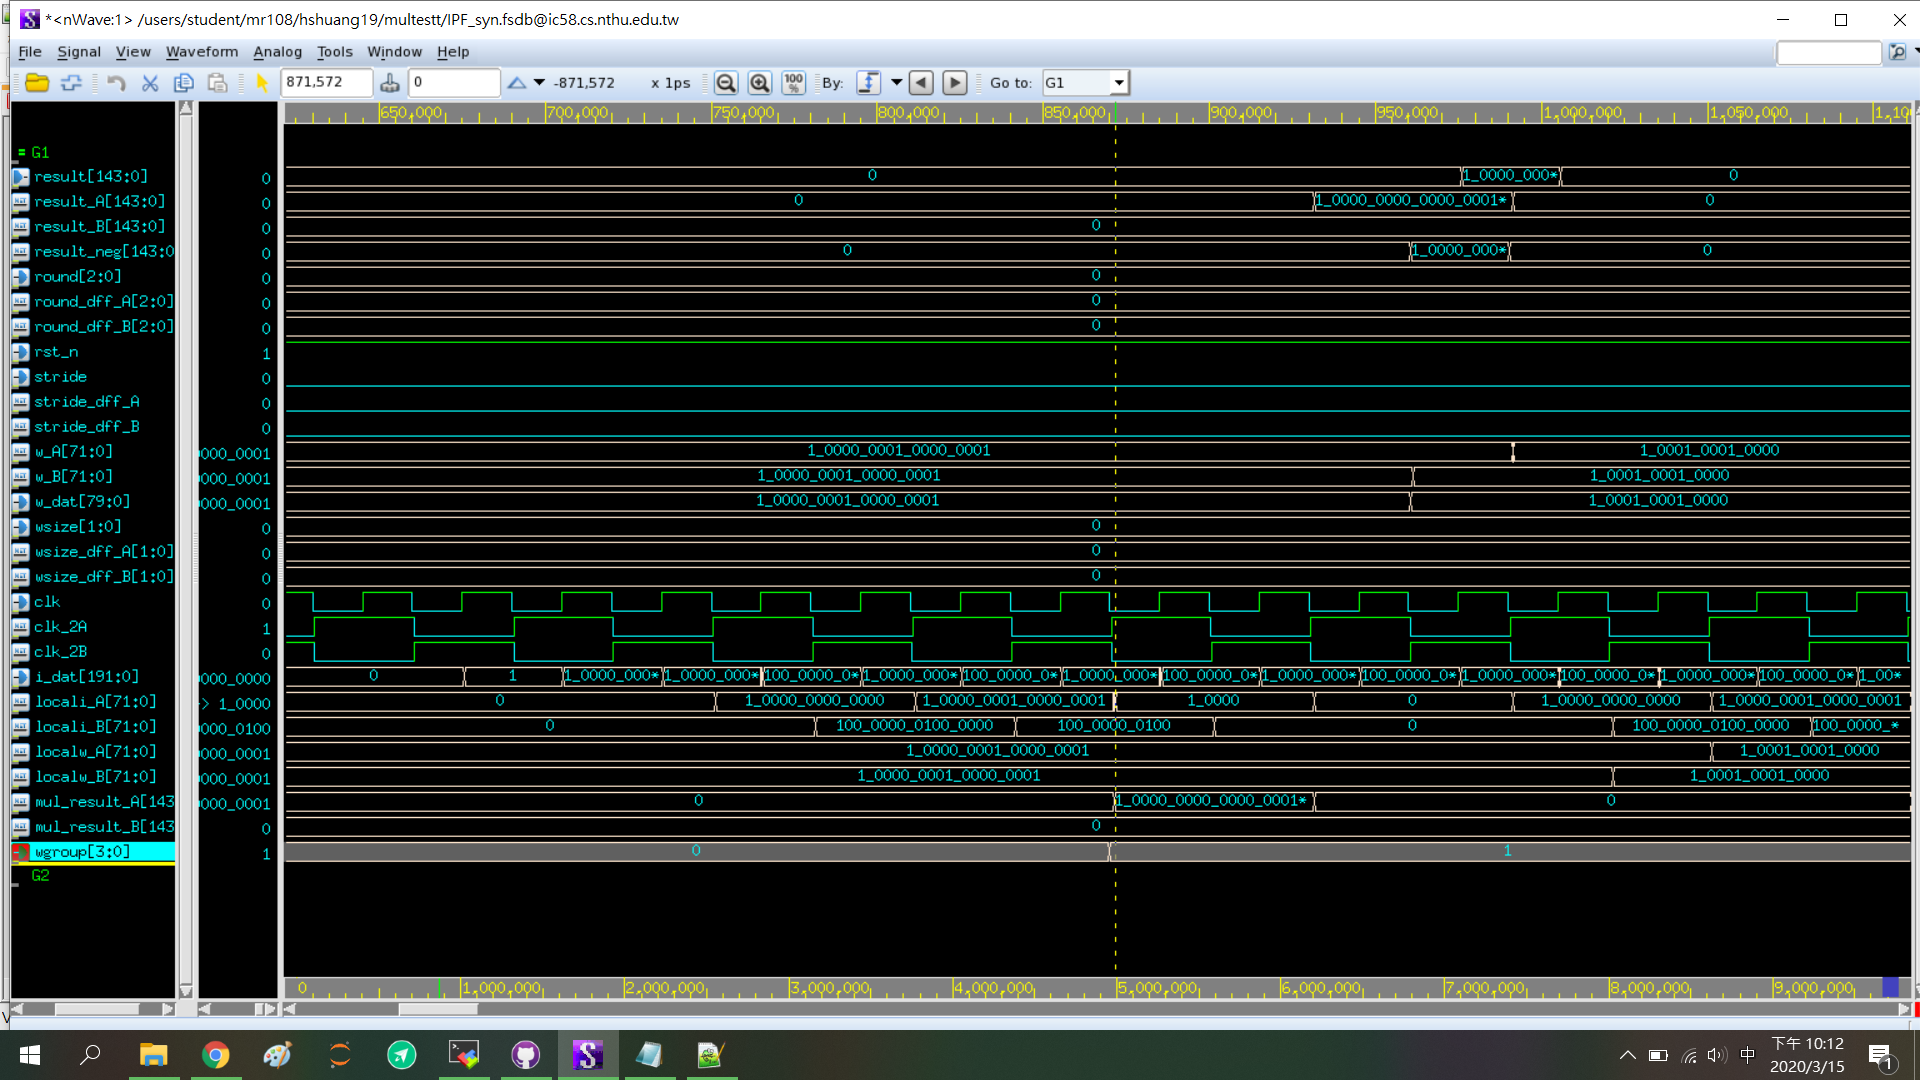 *<nWave:1> /users/student/mr108/hshuang19/multestt/IPF_syn.fsdb@ic58.cs.nthu.edu.tw
File Signal View Waveform Analog Tools Window Help
871,572 0 -871,572 x 1ps 100 % By: Go to: G1
650,000 700,000 750,000 800,000 850,000 900,000 950,000 1,000,000 1,050,000 1,100
= G1
result[143:0] 0 0 1_0000_000* 0
result_A[143:0] 0 0 1_0000_0000_0000_0001* 0
result_B[143:0] 0 0
result_neg[143:0 0 0 1_0000_000* 0
round[2:0] 0 0
round_dff_A[2:0] 0 0
round_dff_B[2:0] 0 0
rst_n 1
stride 0
stride_dff_A 0
stride_dff_B 0
w_A[71:0] 0000_0001 1_0000_0001_0000_0001 1_0001_0001_0000
w_B[71:0] 0000_0001 1_0000_0001_0000_0001 1_0001_0001_0000
w_dat[79:0] 0000_0001 1_0000_0001_0000_0001 1_0001_0001_0000
wsize[1:0] 0 0
wsize_dff_A[1:0] 0 0
wsize_dff_B[1:0] 0 0
clk 0
clk_2A 1
clk_2B 0
i_dat[191:0] 0000_0000 0 1 1_0000_000* 1_0000_000* 100_0000_0* 1_0000_000* 100_0000_0* 1_0000_000* 100_0000_0* 1_0000_000* 100_0000_0* 1_0000_000* 100_0000_0* 1_0000_000* 100_0000_0* 1_00*
locali_A[71:0] -> 1_0000 0 1_0000_0000_0000 1_0000_0001_0000_0001 1_0000 0 1_0000_0000_0000 1_0000_0001_0000_0001
locali_B[71:0] 0000_0100 0 100_0000_0100_0000 100_0000_0100 0 100_0000_0100_0000 100_0000_*
localw_A[71:0] 0000_0001 1_0000_0001_0000_0001 1_0001_0001_0000
localw_B[71:0] 0000_0001 1_0000_0001_0000_0001 1_0001_0001_0000
mul_result_A[143 0000_0001 0 1_0000_0000_0000_0001* 0
mul_result_B[143 0 0
wgroup[3:0] 1 0 1
G2
0 1,000,000 2,000,000 3,000,000 4,000,000 5,000,000 6,000,000 7,000,000 8,000,000 9,000,000
中 下午 10:12
2020/3/15
1